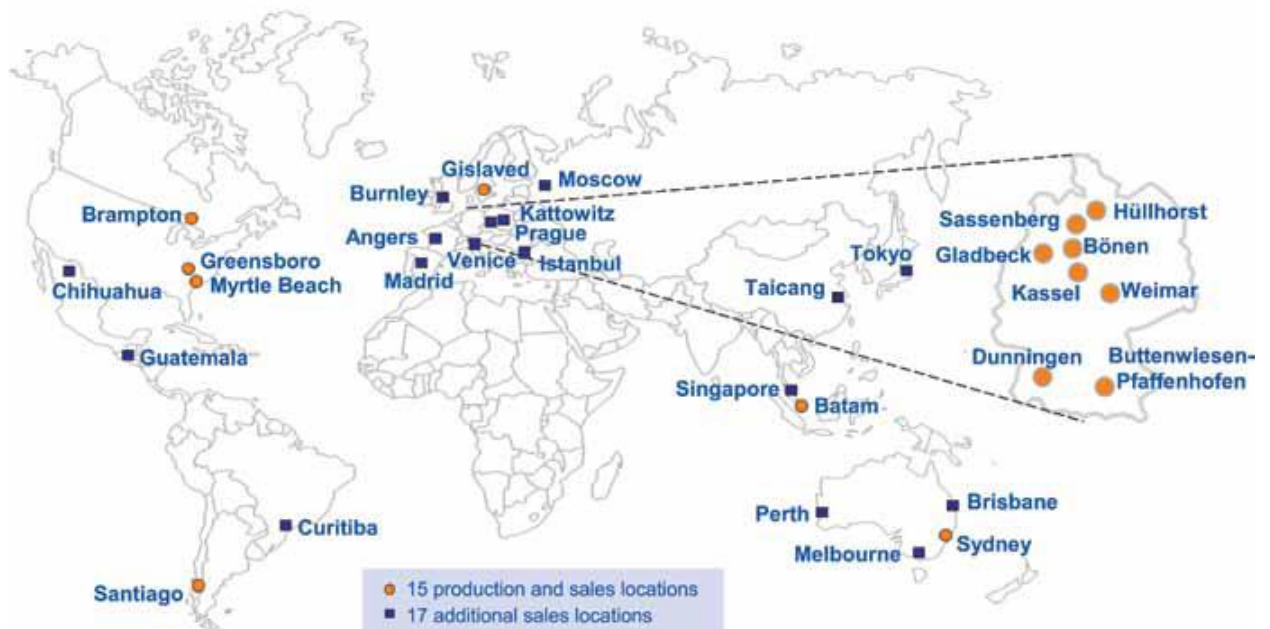 Gislaved
Burnley
Moscow
Hüllhorst
Sassenberg
Brampton
Kattowitz
Angers
Prague
Bönen
Gladbeck
Tokyo
Greensboro
Venice
Istanbul
Madrid
Myrtle Beach
Chihuahua
Taicang
Kassel
Weimar
Guatemala
Dunningen
Buttenwiesen-
Pfaffenhofen
Singapore
Batam
Brisbane
Perth
Curitiba
Sydney
Melbourne
Santiago
15 production and sales locations
17 additional sales locations